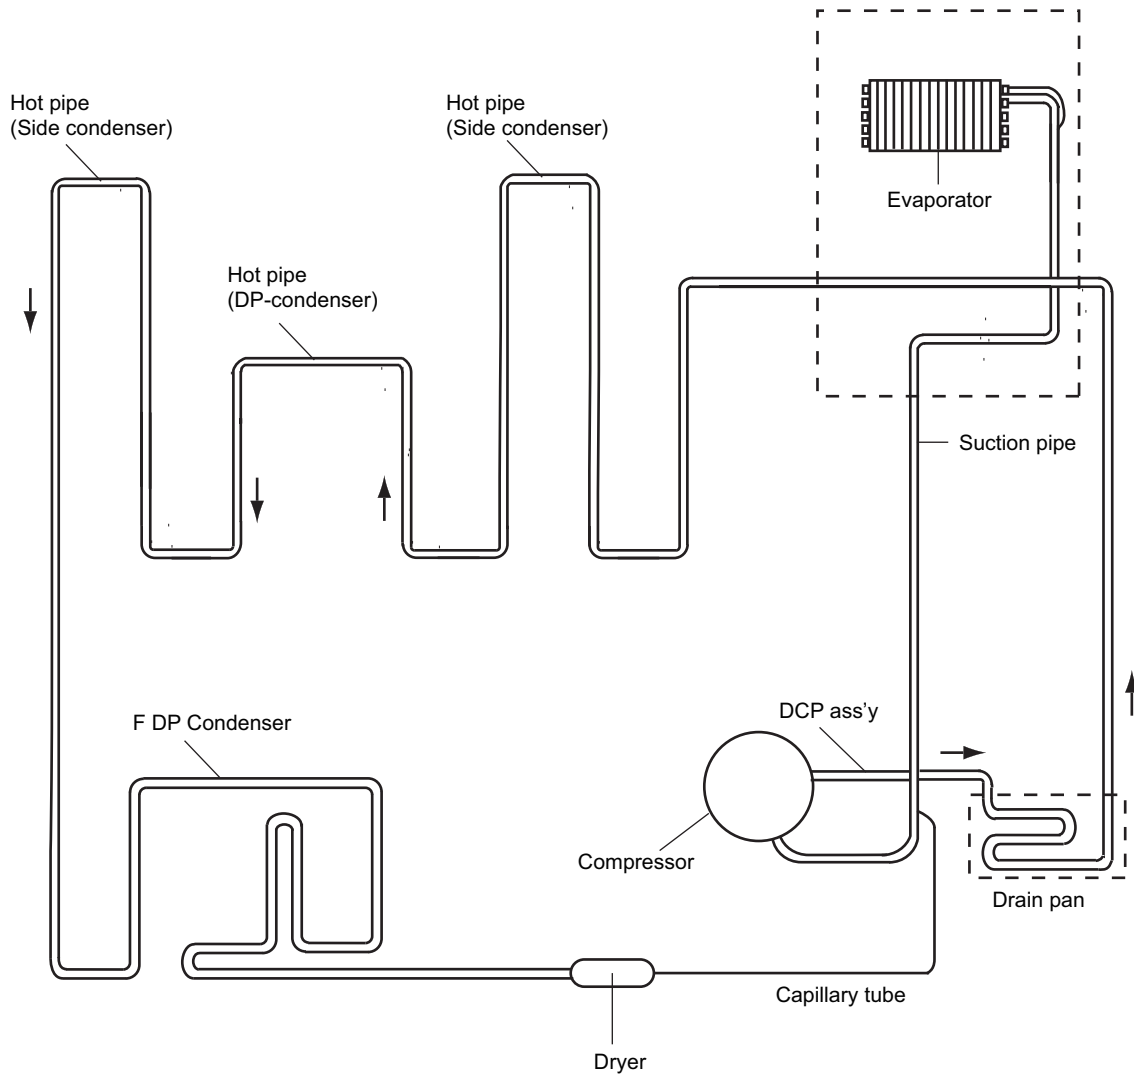 Hot pipe
(Side condenser)
Hot pipe
(Side condenser)
Evaporator
Hot pipe
(DP-condenser)
Suction pipe
F DP Condenser
DCP ass'y
Compressor
Drain pan
Capillary tube
Dryer